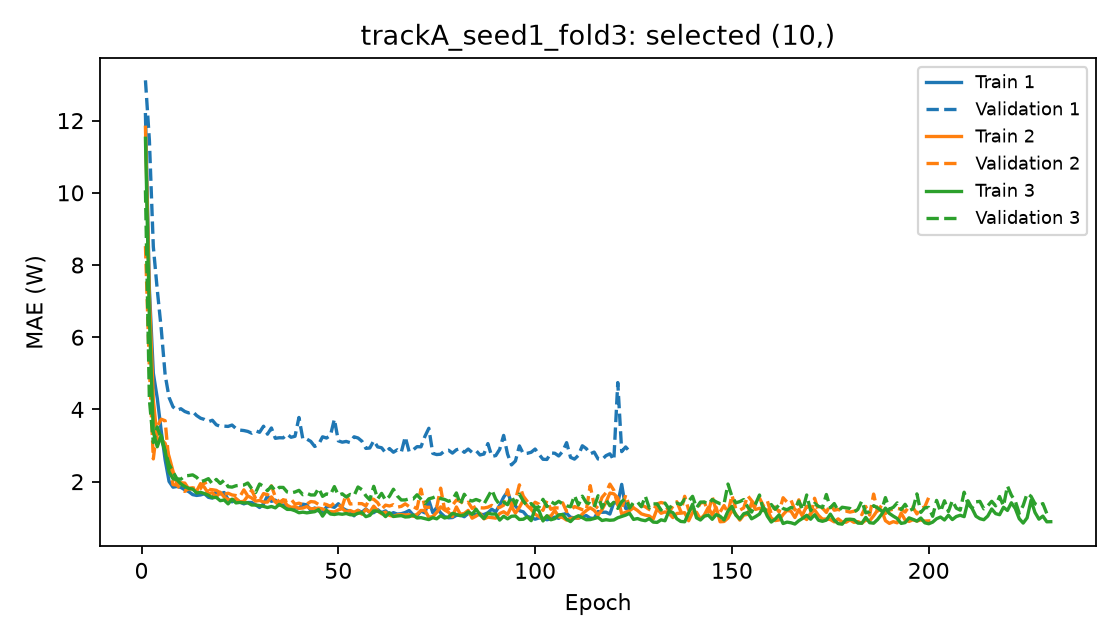 trackA_seed1_fold3: selected (10,)
Train 1
Validation 1
Train 2
Validation 2
Train 3
Validation 3
MAE (W)
12
10
8
6
4
2
0
50
100
150
200
Epoch